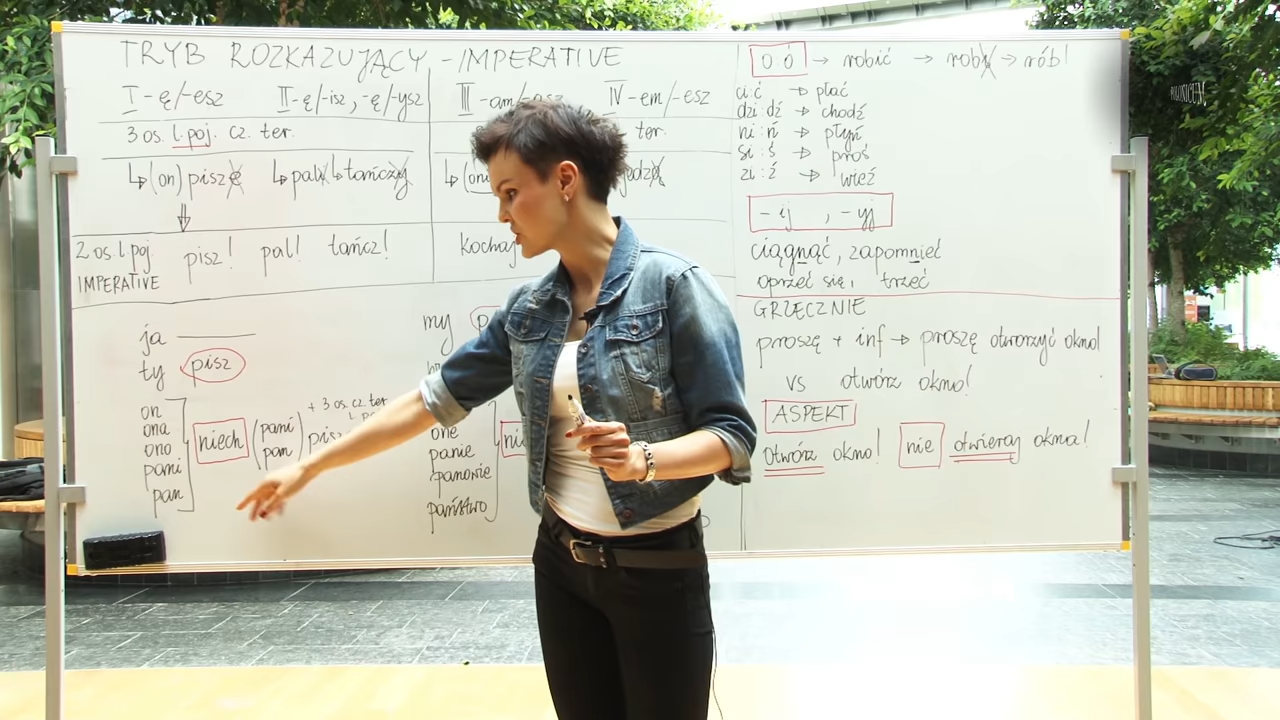 TRYB ROZKAZUJĄCY - IMPERATIVE
I -ę/-esz II -ę/-isz, -ę/-ysz III -am/-asz IV -em/-esz
3 os. l.poj. cz. ter. ter.
↳(on) pisze ↳pali ↳tańczy ↳(oni
2 os. l.poj. pisz! pal! tańcz! Kochaj
IMPERATIVE
ja
ty pisz
on
ona
ono
pani
pan
niech (pani pan)
+ 3 os. cz. ter.
my
one
panie
panowie
państwo
o:ó → robić → robi → rób!
ci:ć → płać
dzi:dź → chodź
ni:ń → płyń
si:ś → proś
zi:ź → wieź
-ij , -yj
ciągnąć, zapomnieć
oprzeć się, trzeć
GRZECZNIE
proszę + inf → proszę otworzyć okno!
vs otwórz okno!
ASPEKT
otwórz okno! nie otwieraj okna!